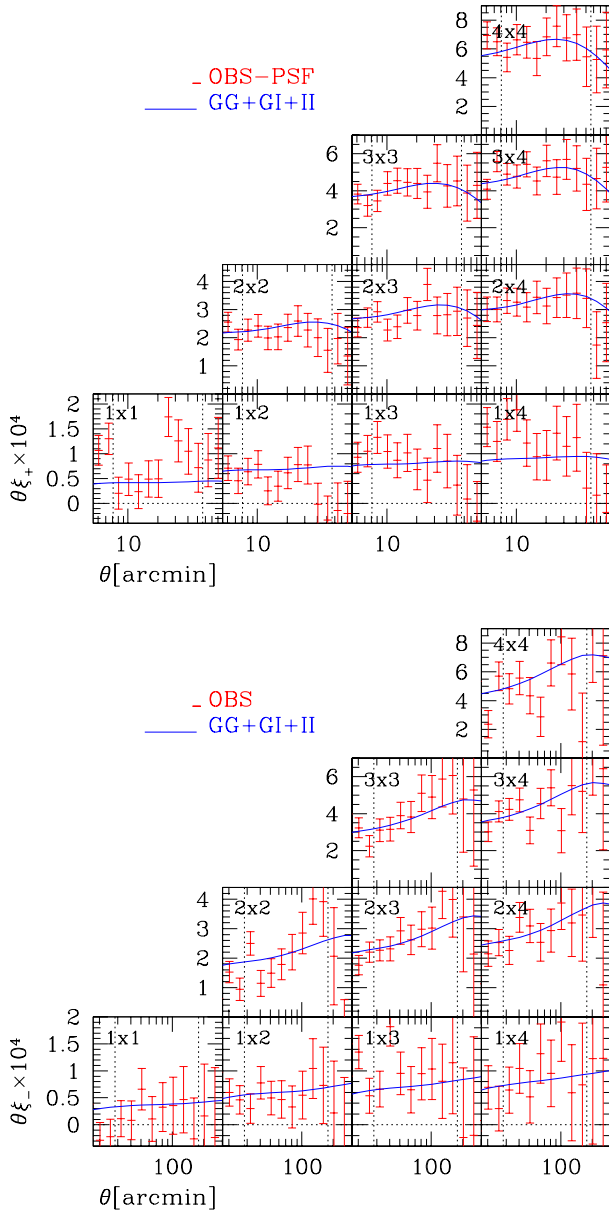 8
4x4
6
4
2
OBS-PSF
GG+GI+II
6
3x3
3x4
4
2
4
2x2
2x3
2x4
3
2
1
2
1x1
1x2
1x3
1x4
1.5
1
0.5
0
θξ₊×10⁴
10 10 10 10
θ[arcmin]
8
4x4
6
4
2
OBS
GG+GI+II
6
3x3
3x4
4
2
4
2x2
2x3
2x4
3
2
1
2
1x1
1x2
1x3
1x4
1.5
1
0.5
0
θξ₋×10⁴
100 100 100 100
θ[arcmin]